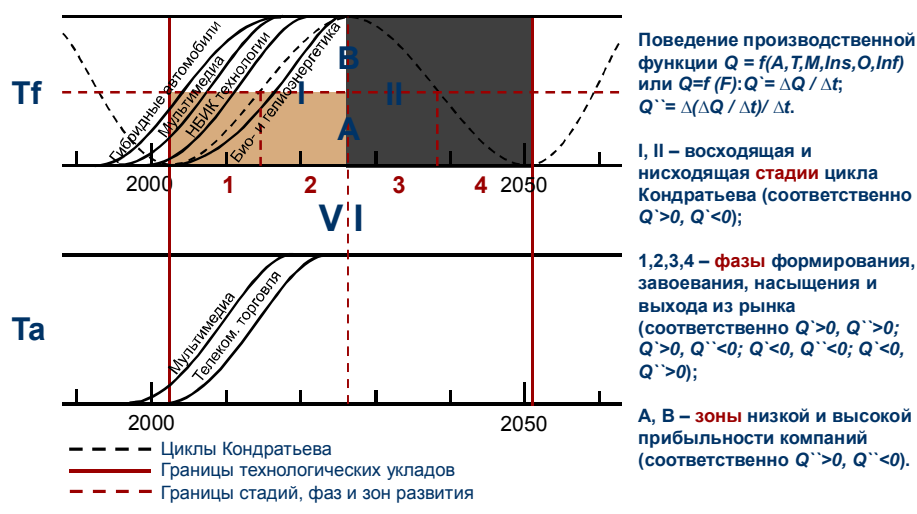 Tf
Гибридные автомобили
Мультимедиа
НБИК технологии
Био- и гелиоэнергетика
B
I
II
A
2000
1
2
3
4
2050
VI
Ta
Мультимедиа
Телеком. торговля
2000
2050
Циклы Кондратьева
Границы технологических укладов
Границы стадий, фаз и зон развития
Поведение производственной
функции Q = f(A,T,M,Ins,O,Inf)
или Q=f (F):Q`= ∆Q / ∆t;
Q``= ∆(∆Q / ∆t)/ ∆t.
I, II – восходящая и
нисходящая стадии цикла
Кондратьева (соответственно
Q`>0, Q`<0);
1,2,3,4 – фазы формирования,
завоевания, насыщения и
выхода из рынка
(соответственно Q`>0, Q``>0;
Q`>0, Q``<0; Q`<0, Q``<0; Q`<0,
Q``>0);
A, B – зоны низкой и высокой
прибыльности компаний
(соответственно Q``>0, Q``<0).